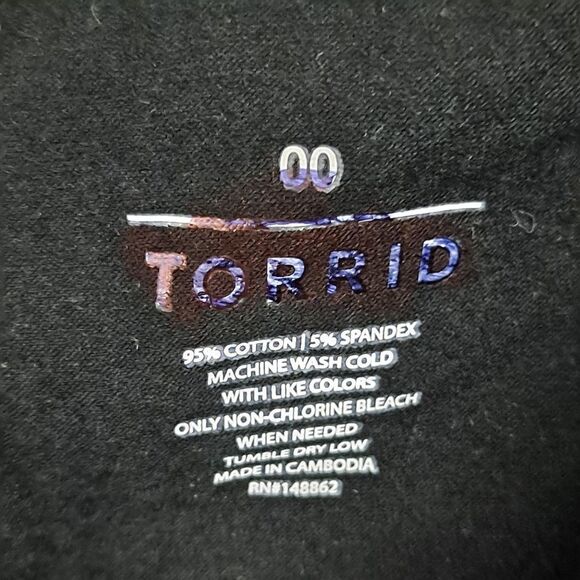 00
TORRID
95% COTTON | 5% SPANDEX
MACHINE WASH COLD
WITH LIKE COLORS
ONLY NON-CHLORINE BLEACH
WHEN NEEDED
TUMBLE DRY LOW
MADE IN CAMBODIA
RN#148862